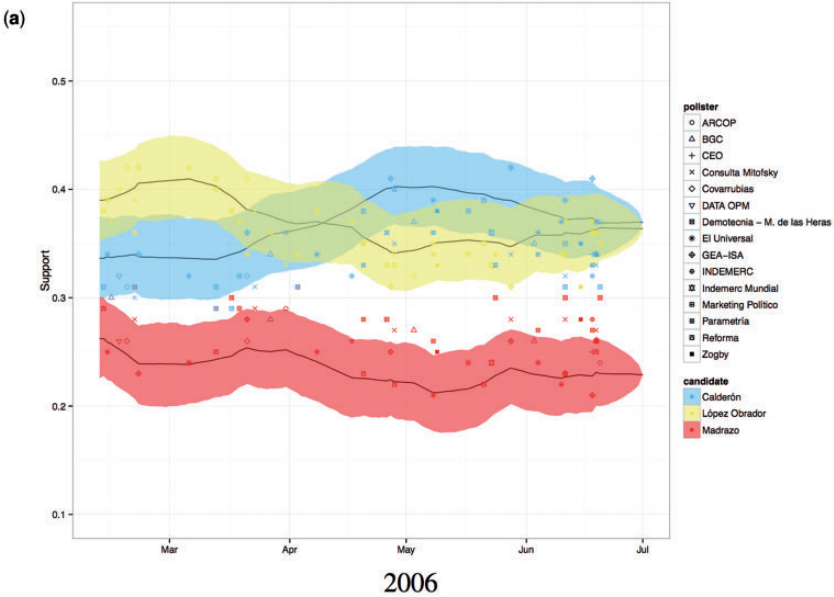 (a)
0.5
0.4
0.3
0.2
0.1
Support
Mar
Apr
May
Jun
Jul
2006
pollster
ARCOP
BGC
CEO
Consulta Mitofsky
Covarrubias
DATA OPM
Demotecnia - M. de las Heras
El Universal
GEA-ISA
INDEMERC
Indemerc Mundial
Marketing Político
Parametría
Reforma
Zogby
candidate
Calderón
López Obrador
Madrazo